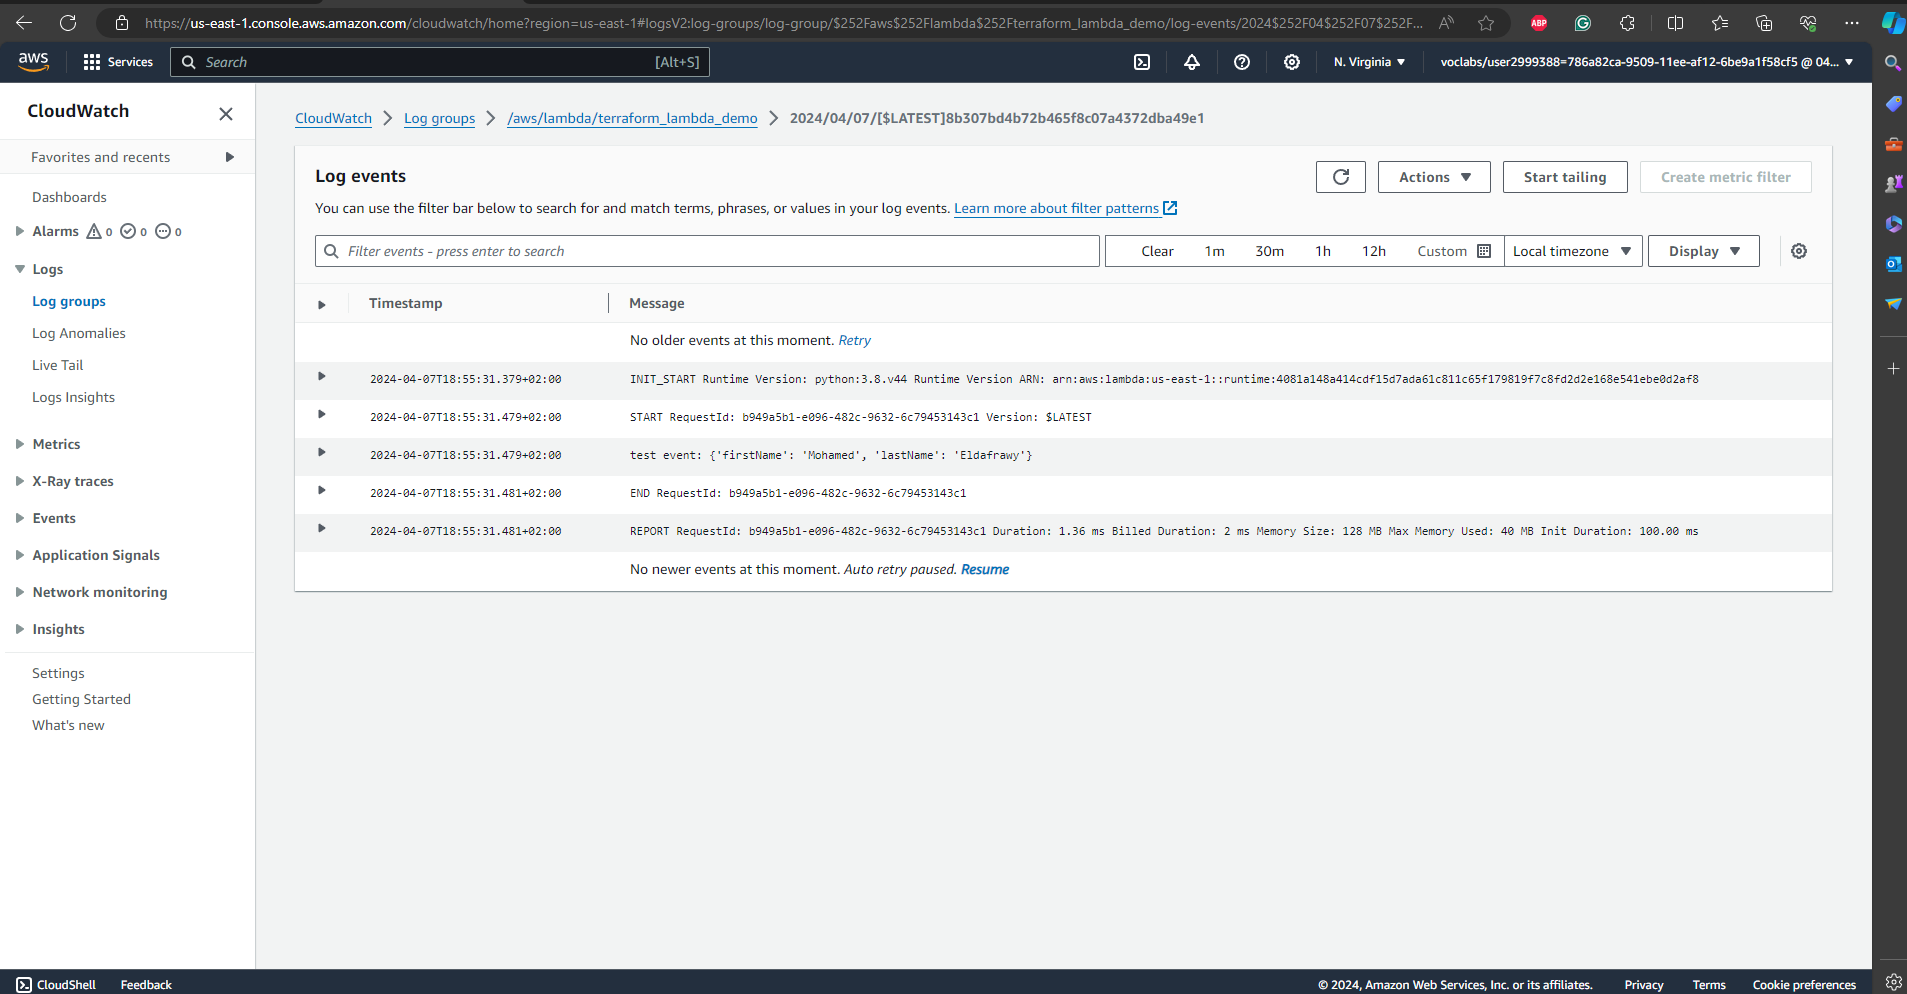 https://us-east-1.console.aws.amazon.com/cloudwatch/home?region=us-east-1#logsV2:log-groups/log-group/$252Faws$252Flambda$252Fterraform_lambda_demo/log-events/2024$252F04$252F07$252F...
ABP
aws
Services
Search
[Alt+S]
N. Virginia
voclabs/user2999388=786a82ca-9509-11ee-af12-6be9a1f58cf5 @ 04...
CloudWatch
Favorites and recents
Dashboards
Alarms 0 0 0
Logs
Log groups
Log Anomalies
Live Tail
Logs Insights
Metrics
X-Ray traces
Events
Application Signals
Network monitoring
Insights
Settings
Getting Started
What's new
CloudWatch
Log groups
/aws/lambda/terraform_lambda_demo
2024/04/07/[$LATEST]8b307bd4b72b465f8c07a4372dba49e1
Log events
Actions
Start tailing
Create metric filter
You can use the filter bar below to search for and match terms, phrases, or values in your log events. Learn more about filter patterns
Filter events - press enter to search
Clear 1m 30m 1h 12h Custom
Local timezone
Display
Timestamp Message
No older events at this moment. Retry
2024-04-07T18:55:31.379+02:00 INIT_START Runtime Version: python:3.8.v44 Runtime Version ARN: arn:aws:lambda:us-east-1::runtime:4081a148a414cdf15d7ada61c811c65f179819f7c8fd2d2e168e541ebe0d2af8
2024-04-07T18:55:31.479+02:00 START RequestId: b949a5b1-e096-482c-9632-6c79453143c1 Version: $LATEST
2024-04-07T18:55:31.479+02:00 test event: {'firstName': 'Mohamed', 'lastName': 'Eldafrawy'}
2024-04-07T18:55:31.481+02:00 END RequestId: b949a5b1-e096-482c-9632-6c79453143c1
2024-04-07T18:55:31.481+02:00 REPORT RequestId: b949a5b1-e096-482c-9632-6c79453143c1 Duration: 1.36 ms Billed Duration: 2 ms Memory Size: 128 MB Max Memory Used: 40 MB Init Duration: 100.00 ms
No newer events at this moment. Auto retry paused. Resume
CloudShell
Feedback
© 2024, Amazon Web Services, Inc. or its affiliates.
Privacy
Terms
Cookie preferences